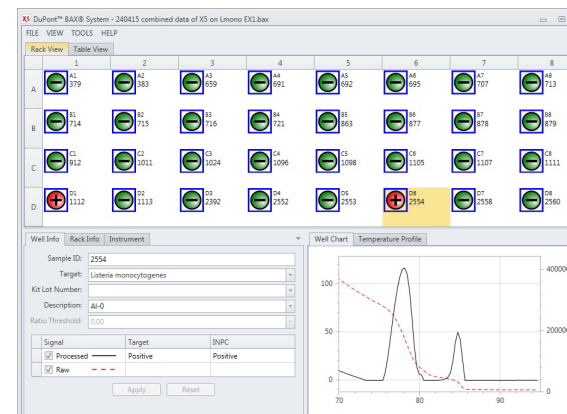 X5 DuPont™ BAX® System - 240415 combined data of X5 on Lmono EX1.bax
FILE VIEW TOOLS HELP
Rack View Table View
1 2 3 4 5 6 7 8
A
A1 A2 A3 A4 A5 A6 A7 A8
379 383 659 691 692 695 707 713
B
B1 B2 B3 B4 B5 B6 B7 B8
714 715 716 721 863 877 878 879
C
C1 C2 C3 C4 C5 C6 C7 C8
912 1011 1024 1096 1098 1105 1107 1111
D
D1 D2 D3 D4 D5 D6 D7 D8
1112 1113 2392 2552 2553 2554 2558 2560
Well Info Rack Info Instrument
Sample ID: 2554
Target: Listeria monocytogenes
Kit Lot Number:
Description: AI-0
Ratio Threshold: 0.00
Signal Target INPC
Processed Positive Positive
Raw
Apply Reset
Well Chart Temperature Profile
100
50
0
400000
200000
0
70 80 90